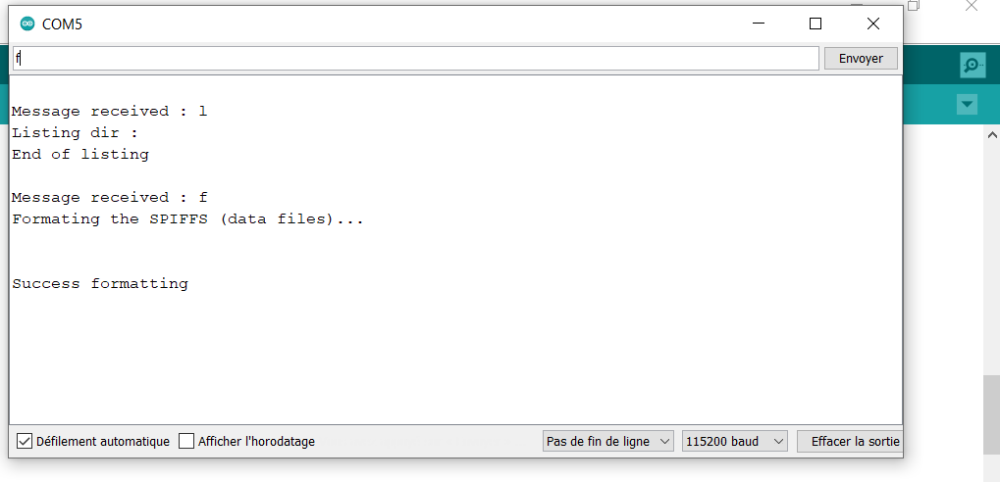 COM5
f
Envoyer
Message received : l
Listing dir :
End of listing
Message received : f
Formating the SPIFFS (data files)...
Success formatting
Défilement automatique
Afficher l'horodatage
Pas de fin de ligne
115200 baud
Effacer la sortie